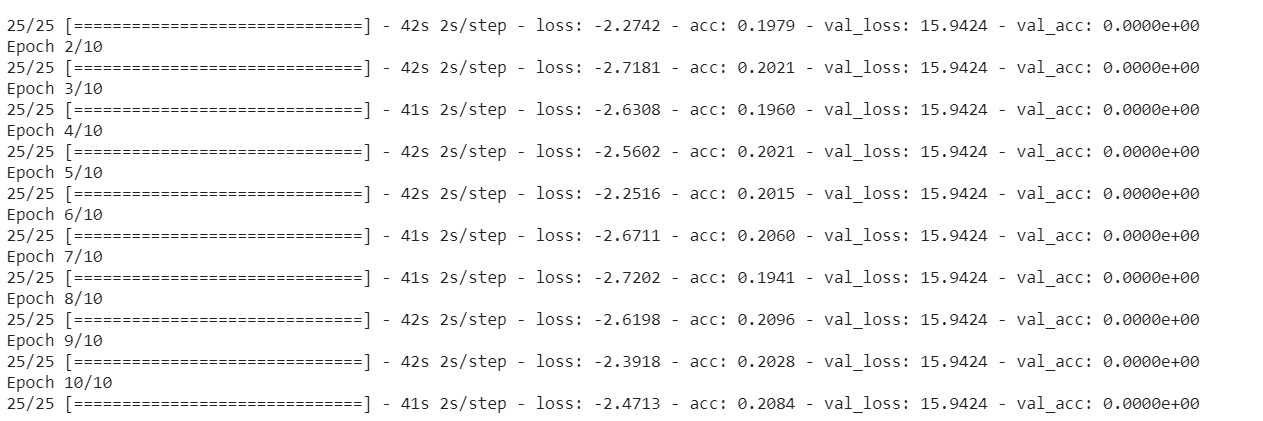 25/25 [==============================] - 42s 2s/step - loss: -2.2742 - acc: 0.1979 - val_loss: 15.9424 - val_acc: 0.0000e+00
Epoch 2/10
25/25 [==============================] - 42s 2s/step - loss: -2.7181 - acc: 0.2021 - val_loss: 15.9424 - val_acc: 0.0000e+00
Epoch 3/10
25/25 [==============================] - 41s 2s/step - loss: -2.6308 - acc: 0.1960 - val_loss: 15.9424 - val_acc: 0.0000e+00
Epoch 4/10
25/25 [==============================] - 42s 2s/step - loss: -2.5602 - acc: 0.2021 - val_loss: 15.9424 - val_acc: 0.0000e+00
Epoch 5/10
25/25 [==============================] - 42s 2s/step - loss: -2.2516 - acc: 0.2015 - val_loss: 15.9424 - val_acc: 0.0000e+00
Epoch 6/10
25/25 [==============================] - 41s 2s/step - loss: -2.6711 - acc: 0.2060 - val_loss: 15.9424 - val_acc: 0.0000e+00
Epoch 7/10
25/25 [==============================] - 41s 2s/step - loss: -2.7202 - acc: 0.1941 - val_loss: 15.9424 - val_acc: 0.0000e+00
Epoch 8/10
25/25 [==============================] - 42s 2s/step - loss: -2.6198 - acc: 0.2096 - val_loss: 15.9424 - val_acc: 0.0000e+00
Epoch 9/10
25/25 [==============================] - 42s 2s/step - loss: -2.3918 - acc: 0.2028 - val_loss: 15.9424 - val_acc: 0.0000e+00
Epoch 10/10
25/25 [==============================] - 41s 2s/step - loss: -2.4713 - acc: 0.2084 - val_loss: 15.9424 - val_acc: 0.0000e+00